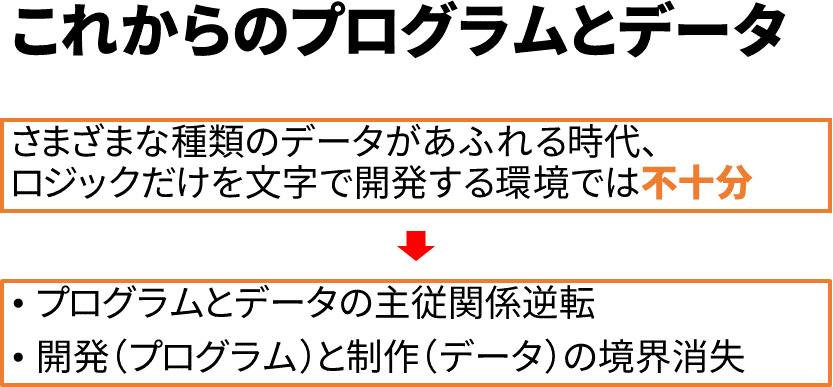 これからのプログラムとデータ
さまざまな種類のデータがあふれる時代、
ロジックだけを文字で開発する環境では不十分
• プログラムとデータの主従関係逆転
• 開発（プログラム）と制作（データ）の境界消失